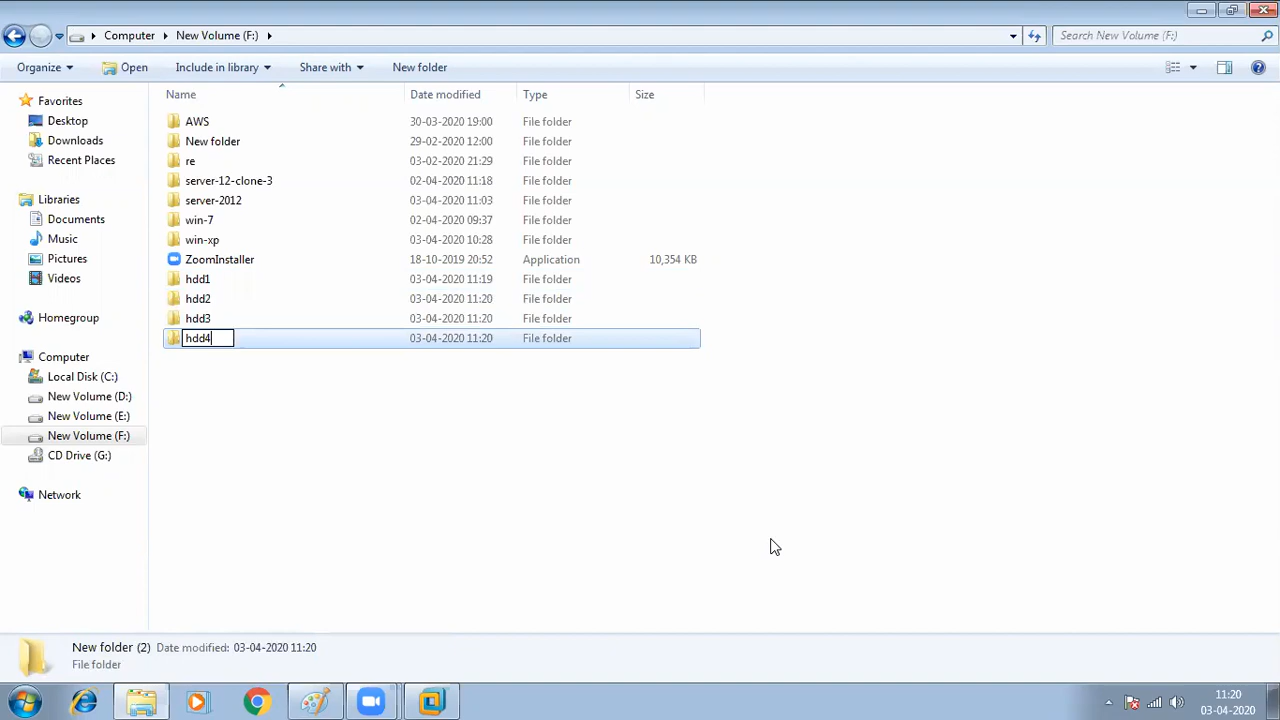 Computer New Volume (F:) Search New Volume (F:)
Organize Open Include in library Share with New folder
Name Date modified Type Size
Favorites
Desktop
Downloads
Recent Places
Libraries
Documents
Music
Pictures
Videos
Homegroup
Computer
Local Disk (C:)
New Volume (D:)
New Volume (E:)
New Volume (F:)
CD Drive (G:)
Network
AWS 30-03-2020 19:00 File folder
New folder 29-02-2020 12:00 File folder
re 03-02-2020 21:29 File folder
server-12-clone-3 02-04-2020 11:18 File folder
server-2012 03-04-2020 11:03 File folder
win-7 02-04-2020 09:37 File folder
win-xp 03-04-2020 10:28 File folder
ZoomInstaller 18-10-2019 20:52 Application 10,354 KB
hdd1 03-04-2020 11:19 File folder
hdd2 03-04-2020 11:20 File folder
hdd3 03-04-2020 11:20 File folder
hdd4 03-04-2020 11:20 File folder
New folder (2) Date modified: 03-04-2020 11:20
File folder
11:20
03-04-2020